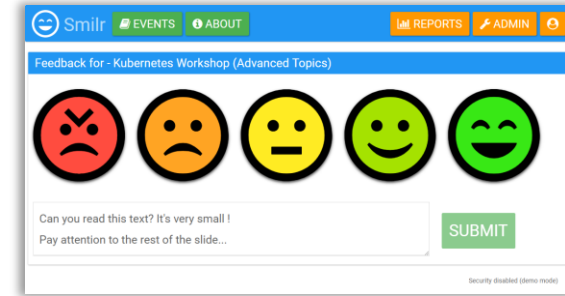 Smilr EVENTS ABOUT REPORTS ADMIN
Feedback for - Kubernetes Workshop (Advanced Topics)
Can you read this text? It's very small !
Pay attention to the rest of the slide...
SUBMIT
Security disabled (demo mode)